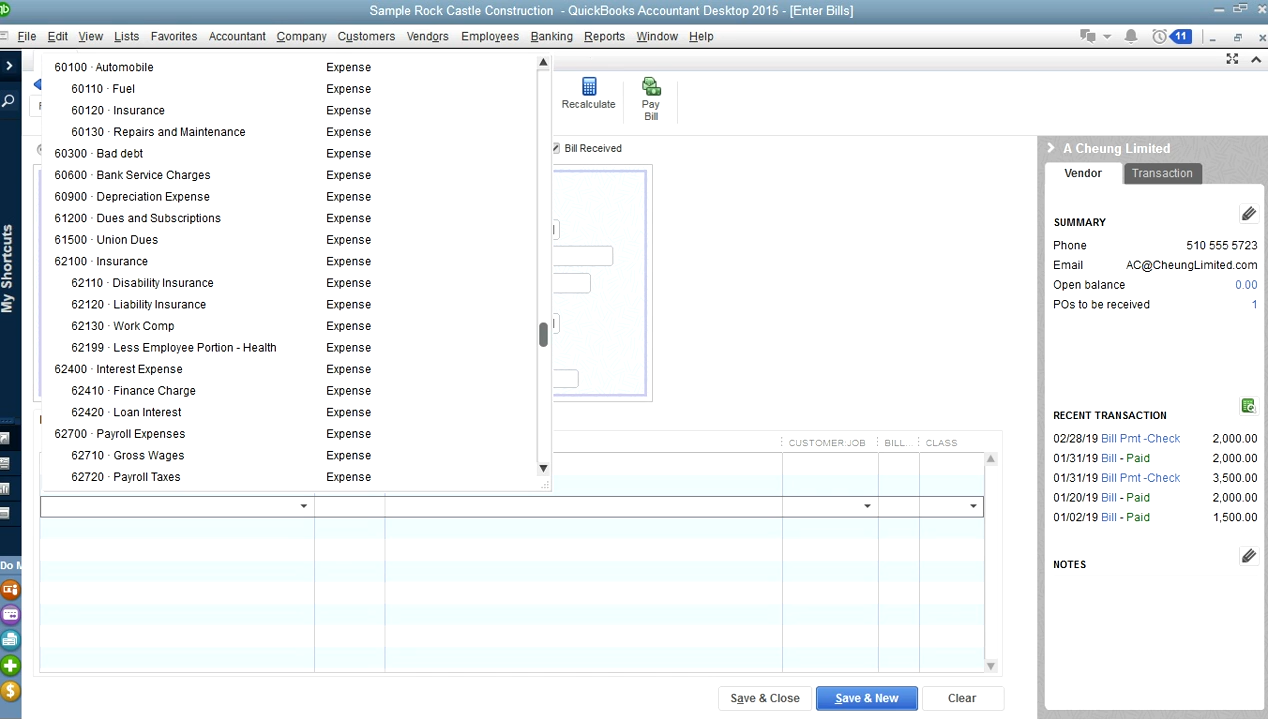 Sample Rock Castle Construction - QuickBooks Accountant Desktop 2015 - [Enter Bills]
File Edit View Lists Favorites Accountant Company Customers Vendors Employees Banking Reports Window Help
11
60100 · Automobile Expense
60110 · Fuel Expense
60120 · Insurance Expense
60130 · Repairs and Maintenance Expense
60300 · Bad debt Expense
60600 · Bank Service Charges Expense
60900 · Depreciation Expense Expense
61200 · Dues and Subscriptions Expense
61500 · Union Dues Expense
62100 · Insurance Expense
62110 · Disability Insurance Expense
62120 · Liability Insurance Expense
62130 · Work Comp Expense
62199 · Less Employee Portion - Health Expense
62400 · Interest Expense Expense
62410 · Finance Charge Expense
62420 · Loan Interest Expense
62700 · Payroll Expenses Expense
62710 · Gross Wages Expense
62720 · Payroll Taxes Expense
Recalculate
Pay
Bill
Bill Received
CUSTOMER:JOB BILL... CLASS
Save & Close Save & New Clear
My Shortcuts
Do M
A Cheung Limited
Vendor Transaction
SUMMARY
Phone 510 555 5723
Email AC@CheungLimited.com
Open balance 0.00
POs to be received 1
RECENT TRANSACTION
02/28/19 Bill Pmt -Check 2,000.00
01/31/19 Bill - Paid 2,000.00
01/31/19 Bill Pmt -Check 3,500.00
01/20/19 Bill - Paid 2,000.00
01/02/19 Bill - Paid 1,500.00
NOTES